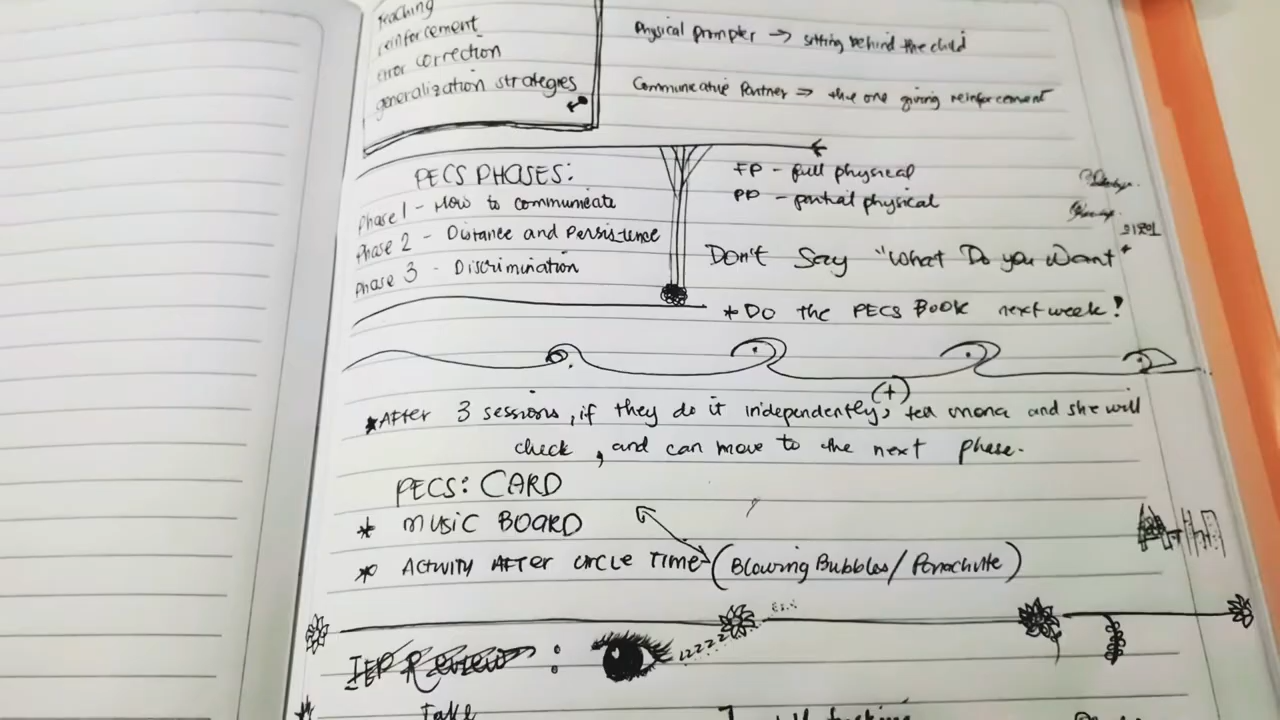 teaching
reinforcement
Error correction
generalization strategies
Physical prompter → sitting behind the child
Communicative Partner ⇒ the one giving reinforcement
PECS PHASES:
Phase 1 - How to communicate
Phase 2 - Distance and Persistence
Phase 3 - Discrimination
FP - full physical
PP - partial physical
Don't Say "What Do you Want"
* Do the PECS BOOK next week!
(+)
* After 3 sessions, if they do it independently, tell mona and she will
check, and can move to the next phase.
PECS: CARD
* MUSIC BOARD
* ACTIVITY AFTER CIRCLE TIME (Blowing Bubbles/Parachute)
IEP Review :
Take